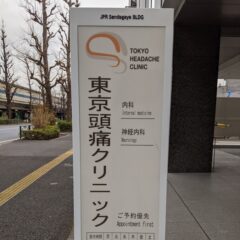 JPR Sendagaya BLDG
TOKYO
HEADACHE
CLINIC
東京頭痛クリニック
内科
Internal medicine
神経内科
Neurology
ご予約優先
Appointment First